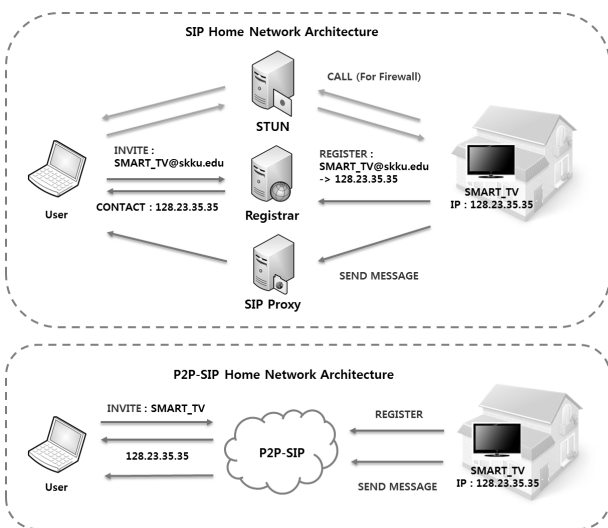 SIP Home Network Architecture
CALL (For Firewall)
STUN
INVITE :
SMART_TV@skku.edu
REGISTER :
SMART_TV@skku.edu
-> 128.23.35.35
User
CONTACT : 128.23.35.35
Registrar
SMART_TV
IP : 128.23.35.35
SEND MESSAGE
SIP Proxy
P2P-SIP Home Network Architecture
INVITE : SMART_TV
REGISTER
128.23.35.35
P2P-SIP
User
SEND MESSAGE
SMART_TV
IP : 128.23.35.35